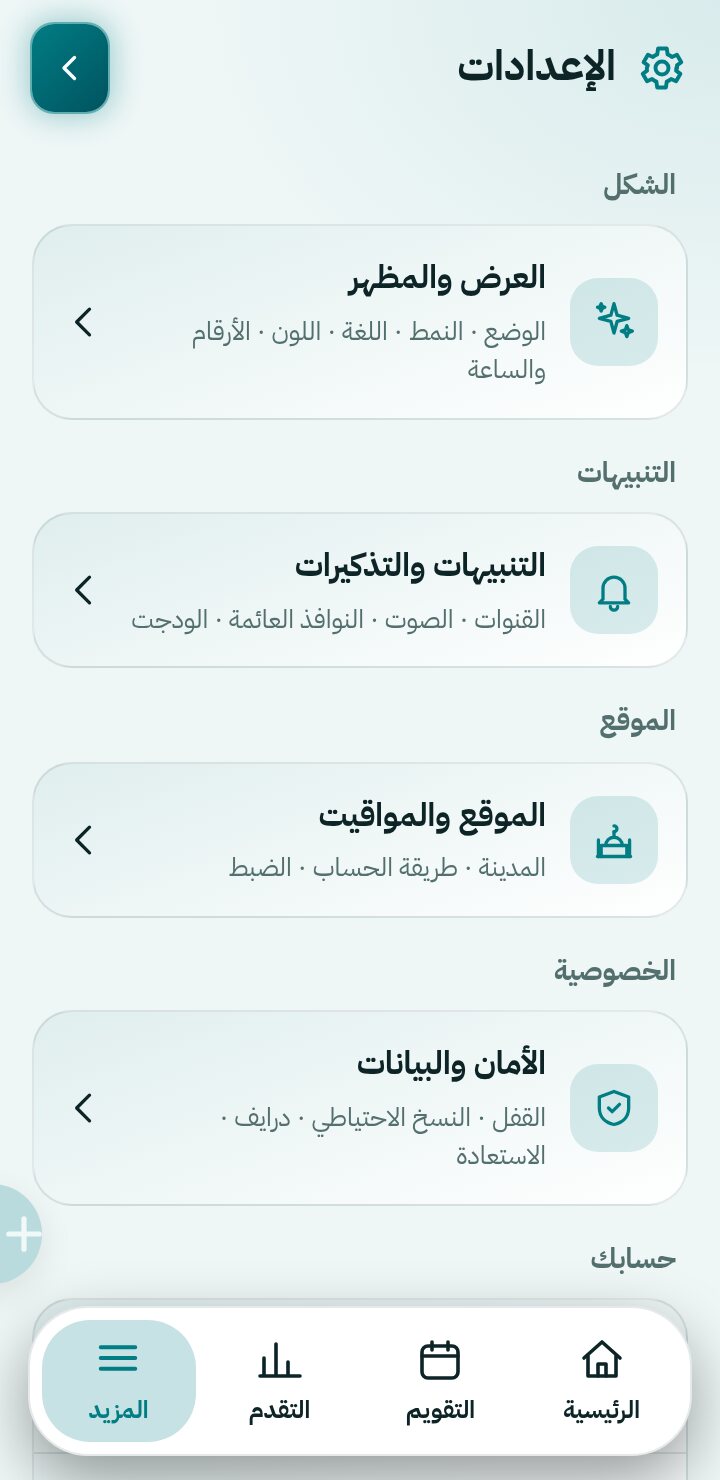 الإعدادات
الشكل
العرض والمظهر
الوضع · النمط · اللغة · اللون · الأرقام
والساعة
التنبيهات
التنبيهات والتذكيرات
القنوات · الصوت · النوافذ العائمة · الودجت
الموقع
الموقع والمواقيت
المدينة · طريقة الحساب · الضبط
الخصوصية
الأمان والبيانات
القفل · النسخ الاحتياطي · درايف ·
الاستعادة
حسابك
الرئيسية
التقويم
التقدم
المزيد